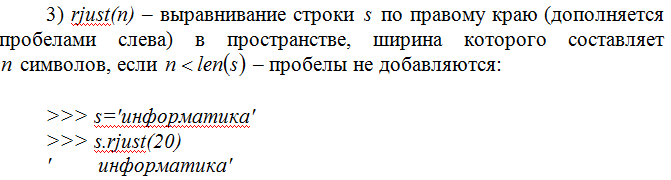 3) rjust(n) – выравнивание строки s по правому краю (дополняется
пробелами слева) в пространстве, ширина которого составляет
n символов, если n < len(s) – пробелы не добавляются:
>>> s='информатика'
>>> s.rjust(20)
'         информатика'